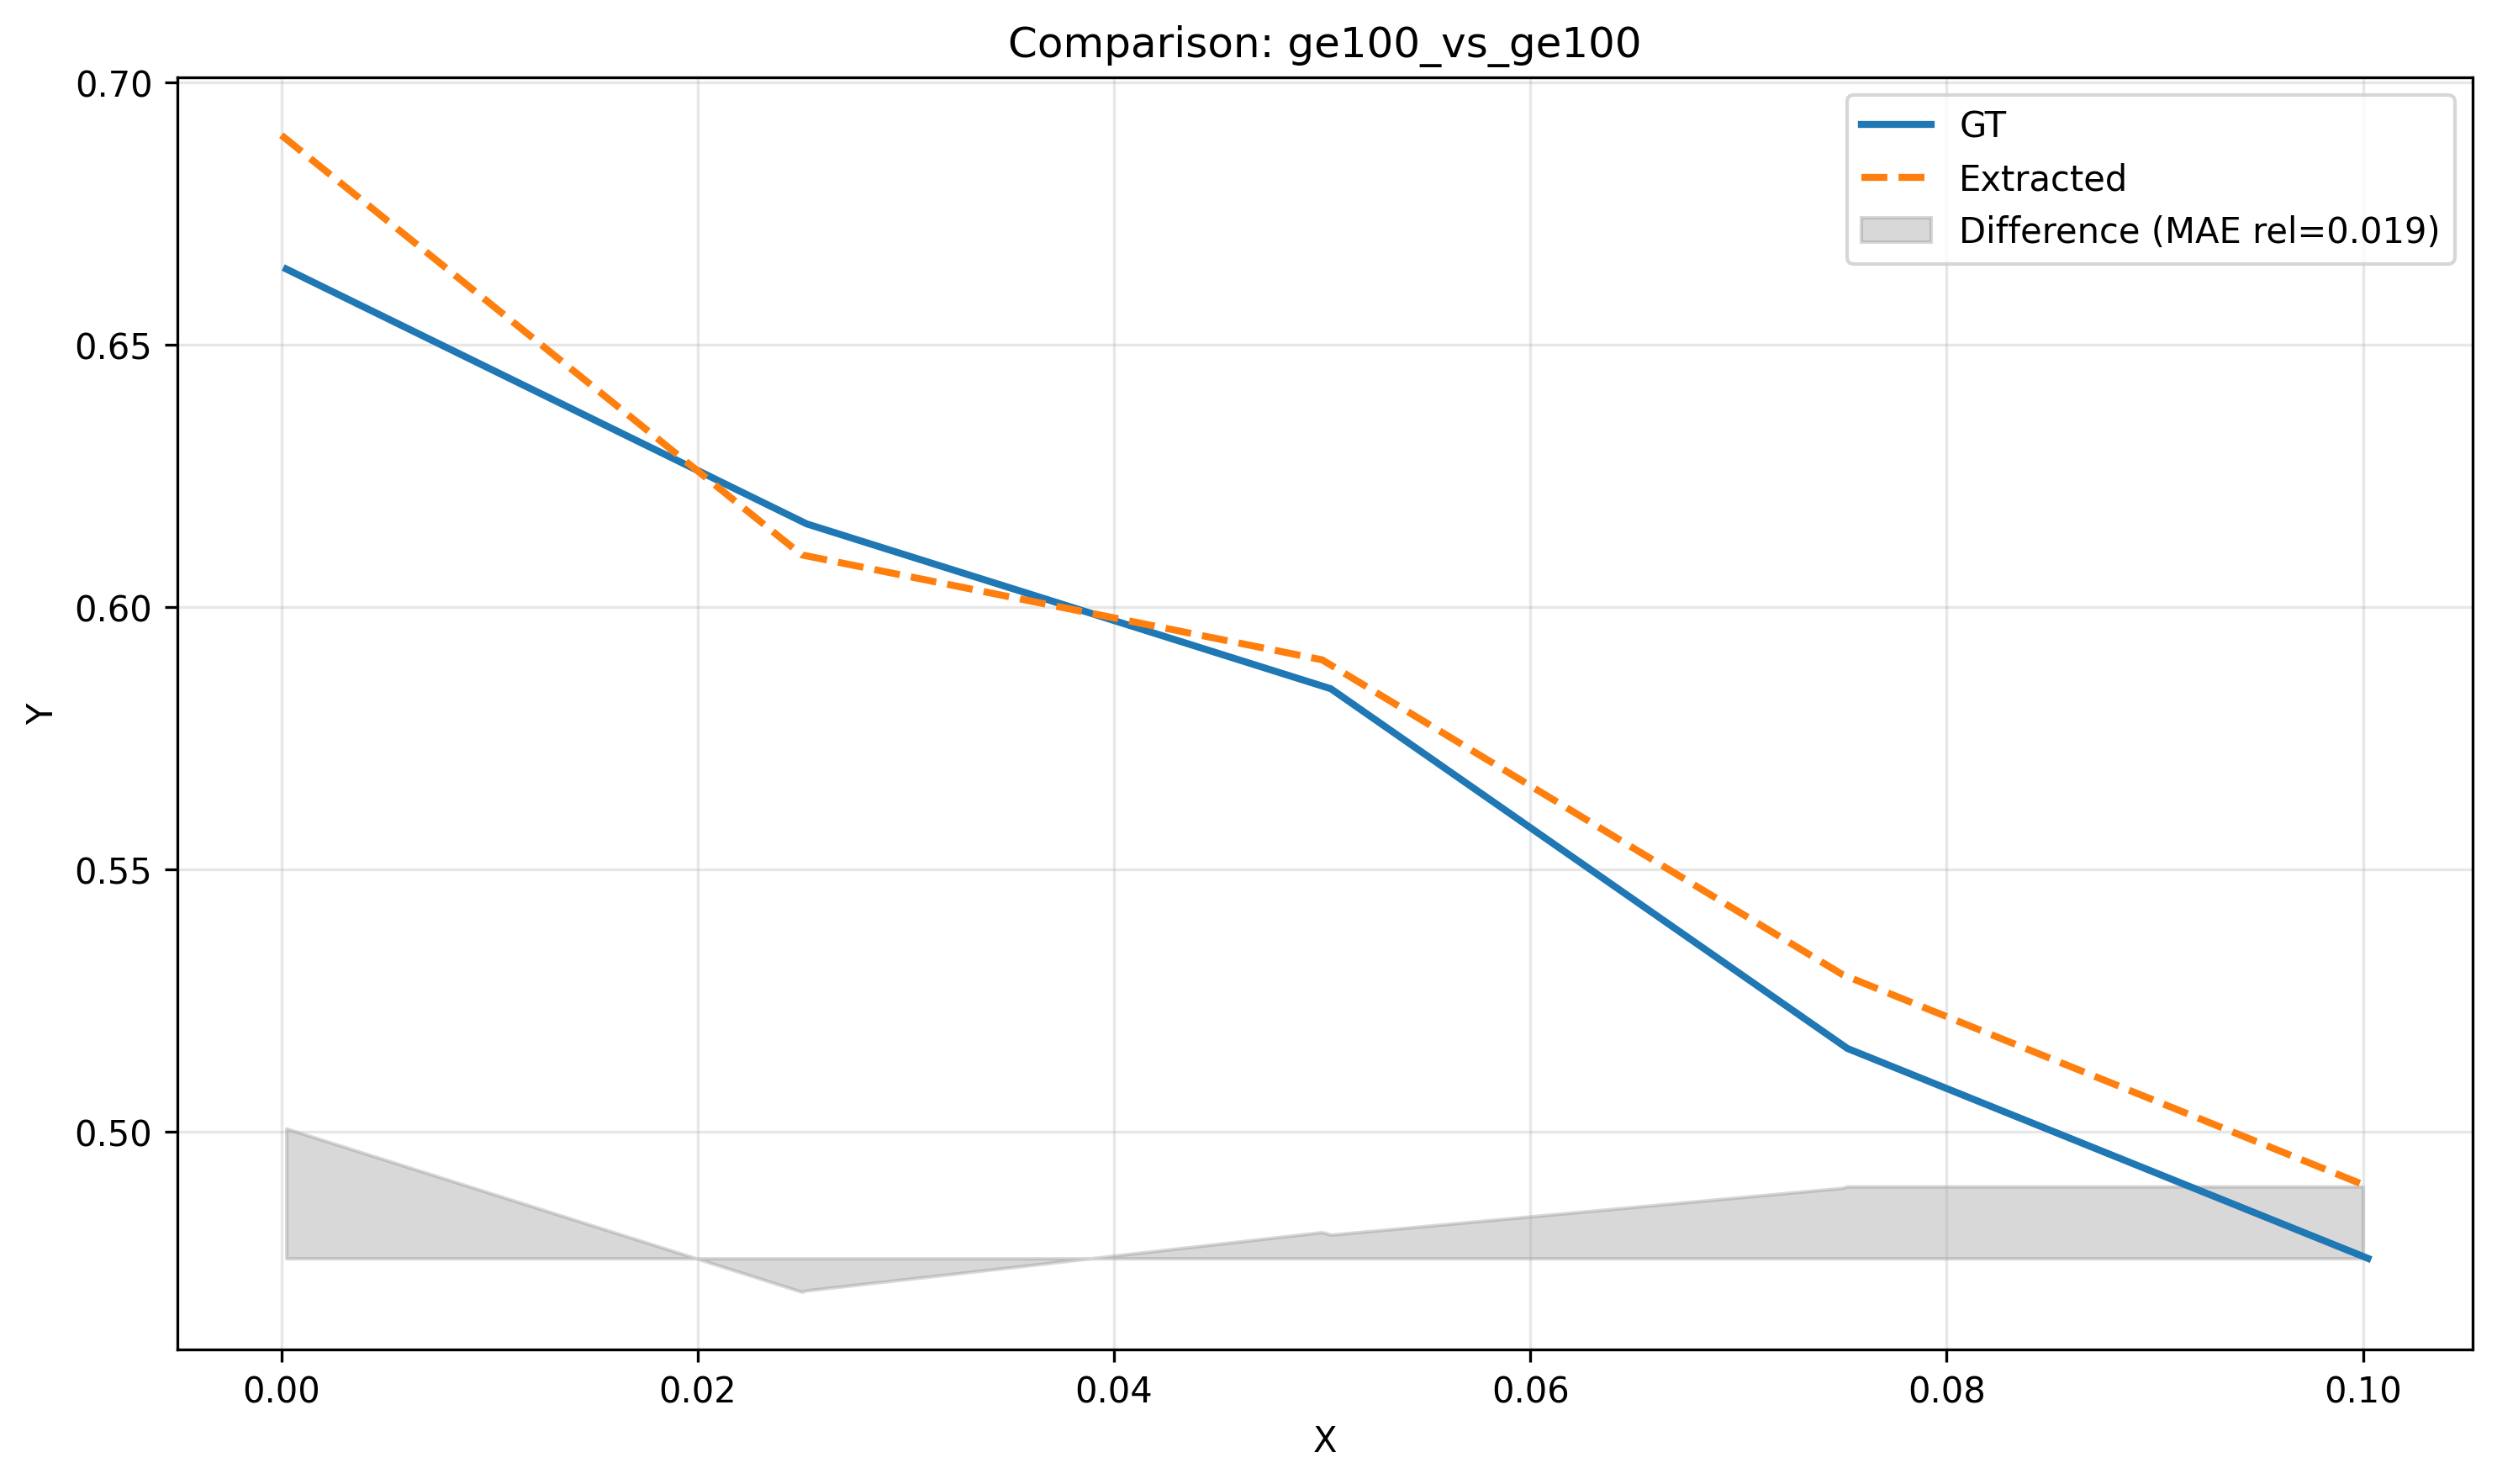 Comparison: ge100_vs_ge100
GT
Extracted
Difference (MAE rel=0.019)
0.70
0.65
0.60
0.55
0.50
Y
0.00 0.02 0.04 0.06 0.08 0.10
X